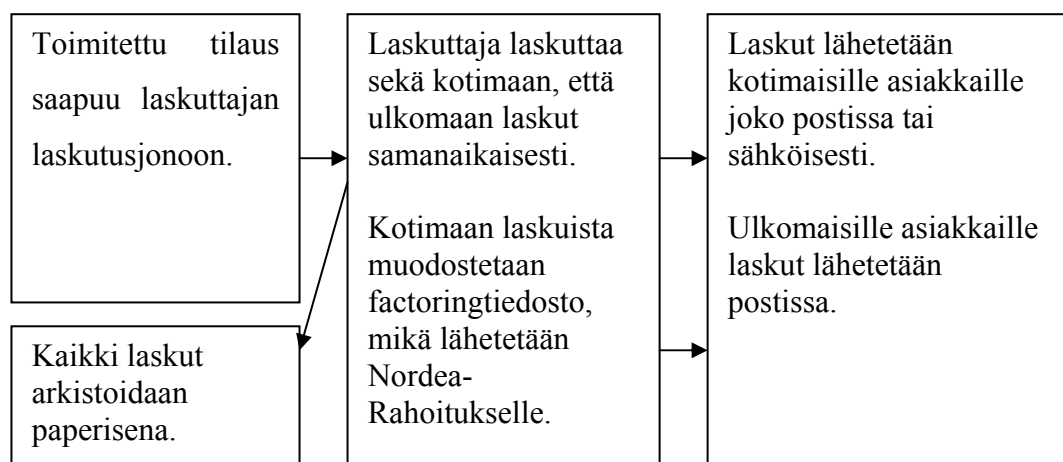 Toimitettu tilaus
saapuu laskuttajan
laskutusjonoon.
Kaikki laskut
arkistoidaan
paperisena.
Laskuttaja laskuttaa
sekä kotimaan, että
ulkomaan laskut
samanaikaisesti.
Kotimaan laskuista
muodostetaan
factoringtiedosto,
mikä lähetetään
Nordea-
Rahoitukselle.
Laskut lähetetään
kotimaisille asiakkaille
joko postissa tai
sähköisesti.
Ulkomaisille asiakkaille
laskut lähetetään
postissa.